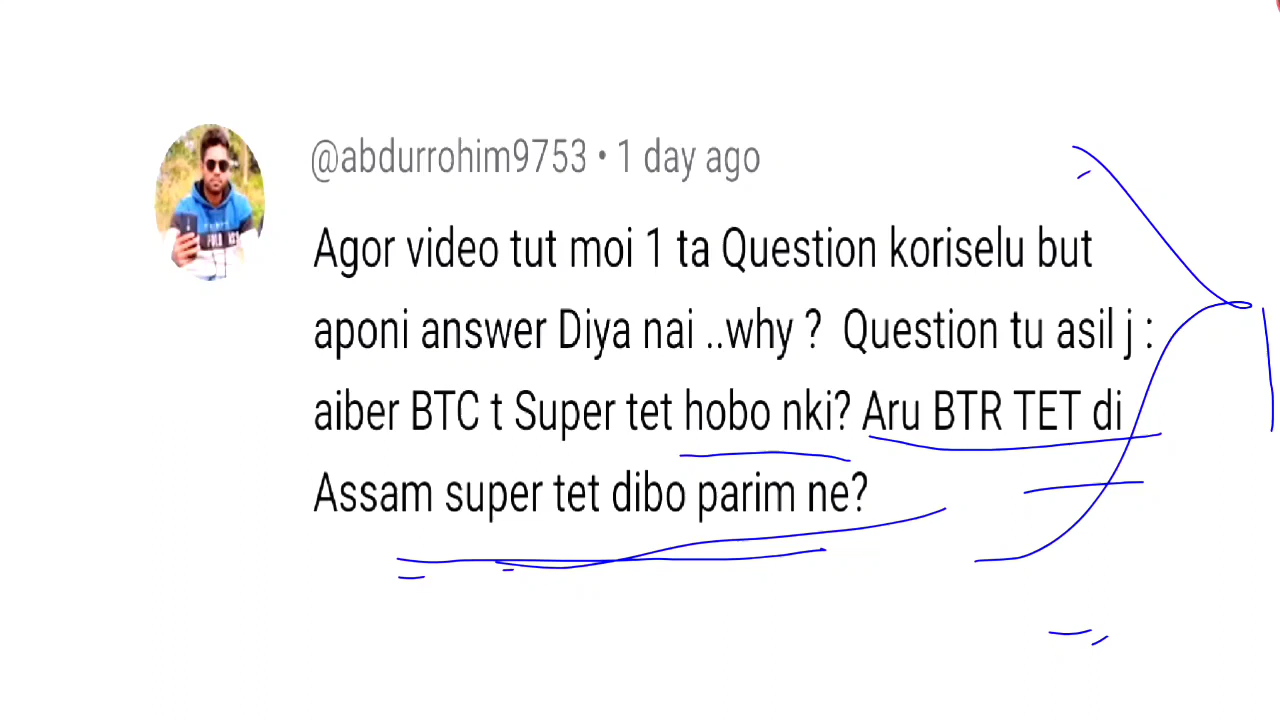 @abdurrohim9753 • 1 day ago
Agor video tut moi 1 ta Question koriselu but
aponi answer Diya nai ..why ?  Question tu asil j :
aiber BTC t Super tet hobo nki? Aru BTR TET di
Assam super tet dibo parim ne?